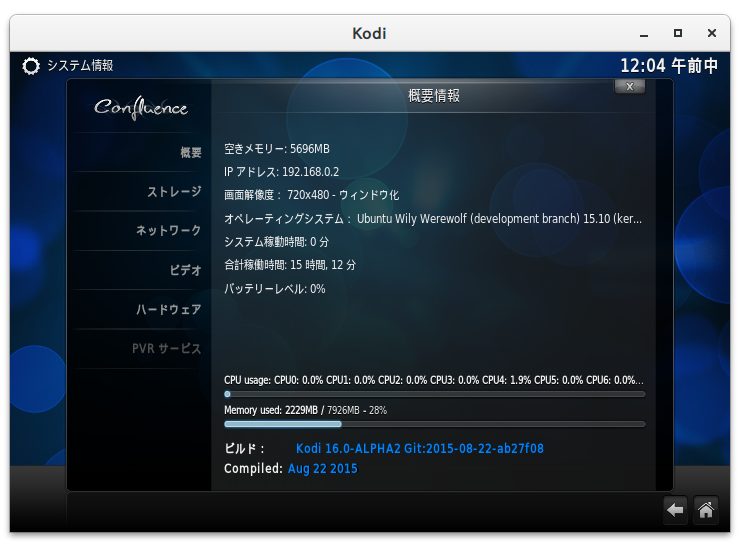 Kodi
システム情報
12:04 午前中
Confluence
概要情報
x
概要
ストレージ
ネットワーク
ビデオ
ハードウェア
PVR サービス
空きメモリー: 5696MB
IP アドレス: 192.168.0.2
画面解像度： 720x480 - ウィンドウ化
オペレーティングシステム： Ubuntu Wily Werewolf (development branch) 15.10 (ker...
システム稼動時間: 0 分
合計稼働時間: 15 時間, 12 分
バッテリーレベル: 0%
CPU usage: CPU0: 0.0% CPU1: 0.0% CPU2: 0.0% CPU3: 0.0% CPU4: 1.9% CPU5: 0.0% CPU6: 0.0%...
Memory used: 2229MB / 7926MB - 28%
ビルド： Kodi 16.0-ALPHA2 Git:2015-08-22-ab27f08
Compiled: Aug 22 2015